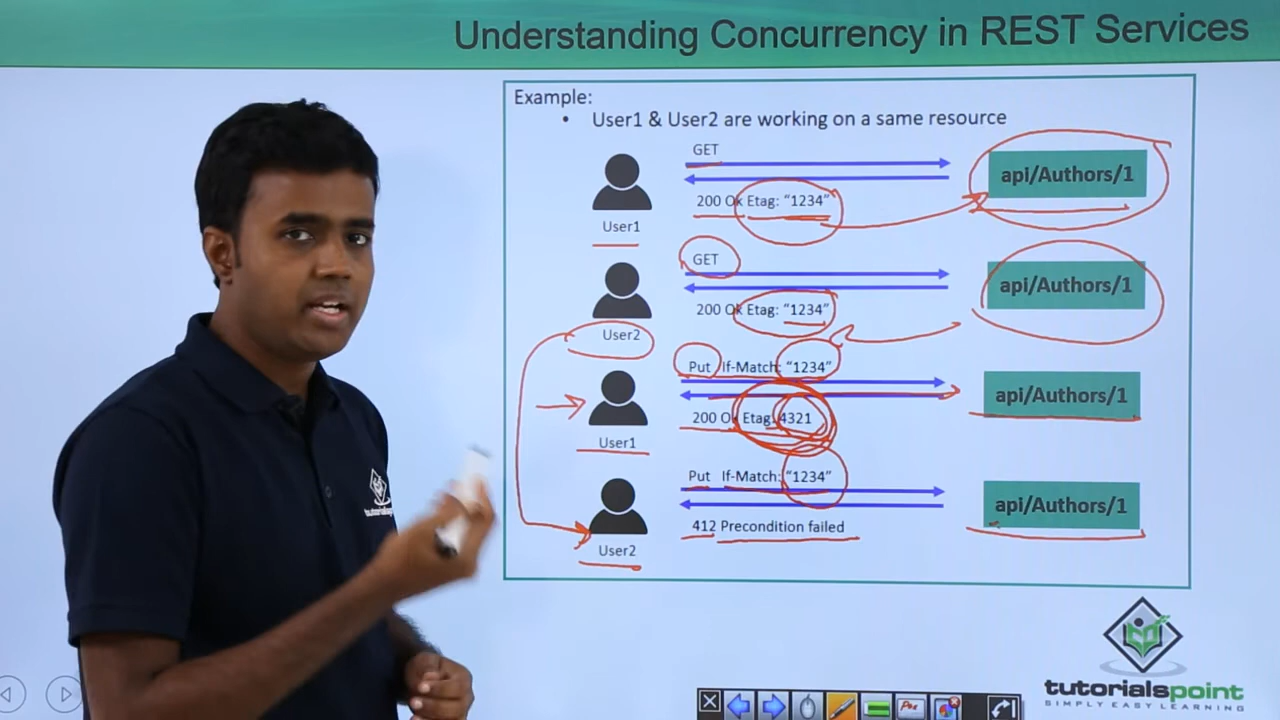 Understanding Concurrency in REST Services
Example:
• User1 & User2 are working on a same resource
GET
api/Authors/1
200 Ok Etag: “1234”
User1
GET
api/Authors/1
200 Ok Etag: “1234”
User2
Put If-Match: “1234”
api/Authors/1
200 Ok Etag: 4321
User1
Put If-Match: “1234”
api/Authors/1
412 Precondition failed
User2
tutorialspoint
tutorialspoint
SIMPLY EASY LEARNING